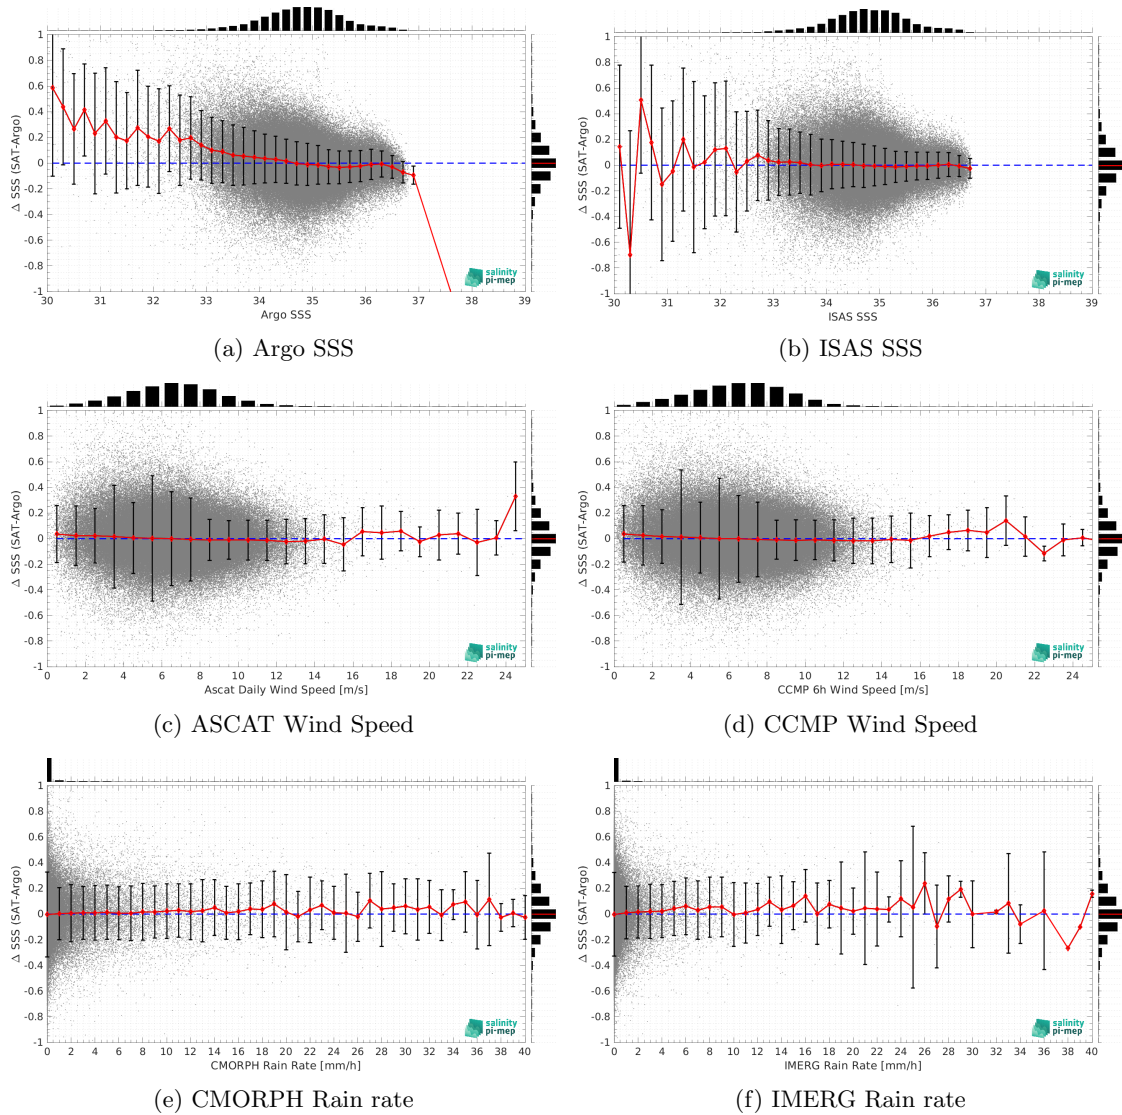 1
0.8
0.6
0.4
0.2
0
-0.2
-0.4
-0.6
-0.8
-1
Δ SSS (SAT-Argo)
30 31 32 33 34 35 36 37 38 39
Argo SSS
salinity
pi-mep
(a) Argo SSS
1
0.8
0.6
0.4
0.2
0
-0.2
-0.4
-0.6
-0.8
-1
Δ SSS (SAT-Argo)
30 31 32 33 34 35 36 37 38 39
ISAS SSS
salinity
pi-mep
(b) ISAS SSS
1
0.8
0.6
0.4
0.2
0
-0.2
-0.4
-0.6
-0.8
-1
Δ SSS (SAT-Argo)
0 2 4 6 8 10 12 14 16 18 20 22 24
Ascat Daily Wind Speed [m/s]
salinity
pi-mep
(c) ASCAT Wind Speed
1
0.8
0.6
0.4
0.2
0
-0.2
-0.4
-0.6
-0.8
-1
Δ SSS (SAT-Argo)
0 2 4 6 8 10 12 14 16 18 20 22 24
CCMP 6h Wind Speed [m/s]
salinity
pi-mep
(d) CCMP Wind Speed
1
0.8
0.6
0.4
0.2
0
-0.2
-0.4
-0.6
-0.8
-1
Δ SSS (SAT-Argo)
0 2 4 6 8 10 12 14 16 18 20 22 24 26 28 30 32 34 36 38 40
CMORPH Rain Rate [mm/h]
salinity
pi-mep
(e) CMORPH Rain rate
1
0.8
0.6
0.4
0.2
0
-0.2
-0.4
-0.6
-0.8
-1
Δ SSS (SAT-Argo)
0 2 4 6 8 10 12 14 16 18 20 22 24 26 28 30 32 34 36 38 40
IMERG Rain Rate [mm/h]
salinity
pi-mep
(f) IMERG Rain rate